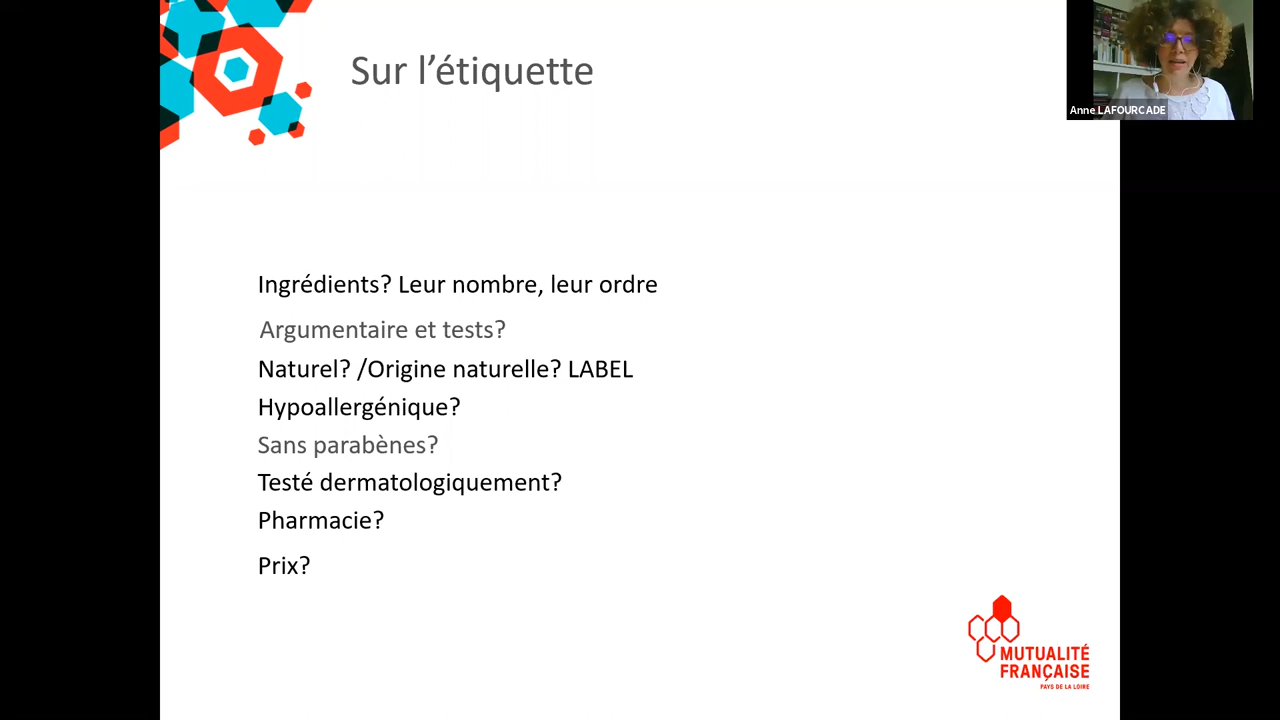 Sur l’étiquette
Anne LAFOURCADE
Ingrédients? Leur nombre, leur ordre
Argumentaire et tests?
Naturel? /Origine naturelle? LABEL
Hypoallergénique?
Sans parabènes?
Testé dermatologiquement?
Pharmacie?
Prix?
MUTUALITÉ
FRANÇAISE
PAYS DE LA LOIRE